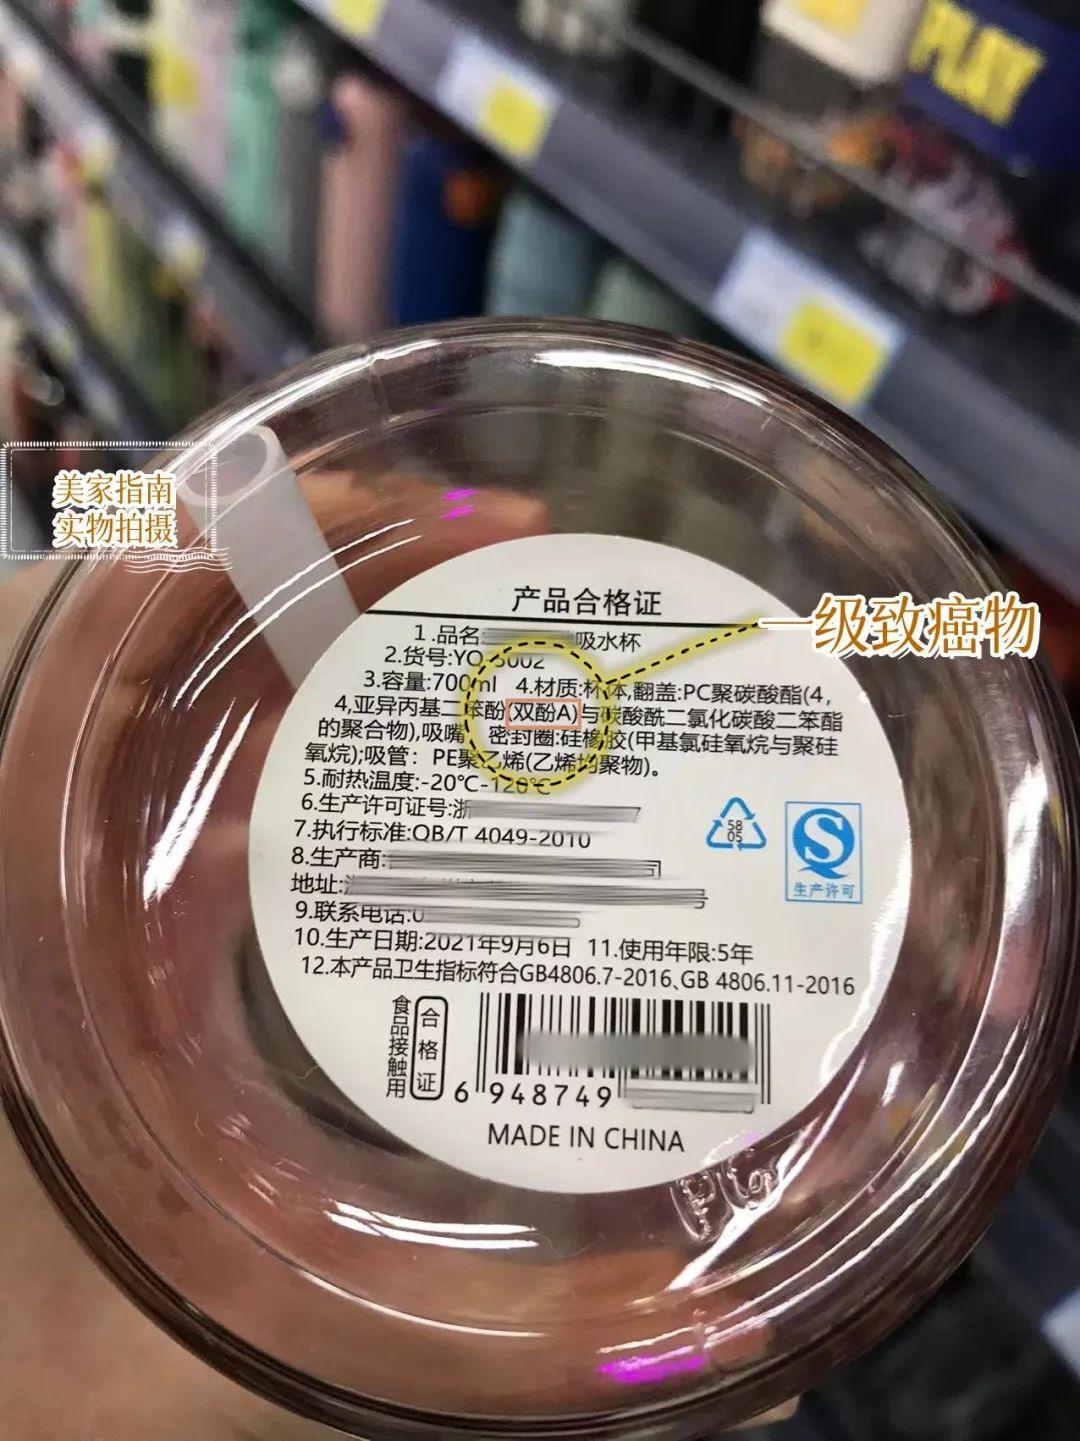 PLAY
美家指南
实物拍摄
一级致癌物
产品合格证
1.品名:吸水杯
2.货号:YQ-5002
3.容量:700ml 4.材质:杯体,翻盖:PC聚碳酸酯(4,
4,亚异丙基二苯酚(双酚A)与碳酸酰二氯化碳酸二苯酯
的聚合物),吸嘴、密封圈:硅橡胶(甲基氯硅氧烷与聚硅
氧烷);吸管：PE聚乙烯(乙烯均聚物)。
5.耐热温度:-20℃-120℃
6.生产许可证号:浙
7.执行标准:QB/T 4049-2010
8.生产商:
地址:
9.联系电话:0
10.生产日期:2021年9月6日 11.使用年限:5年
12.本产品卫生指标符合GB4806.7-2016、GB 4806.11-2016
58
05
生产许可
食品接触用
合格证
6 948749
MADE IN CHINA